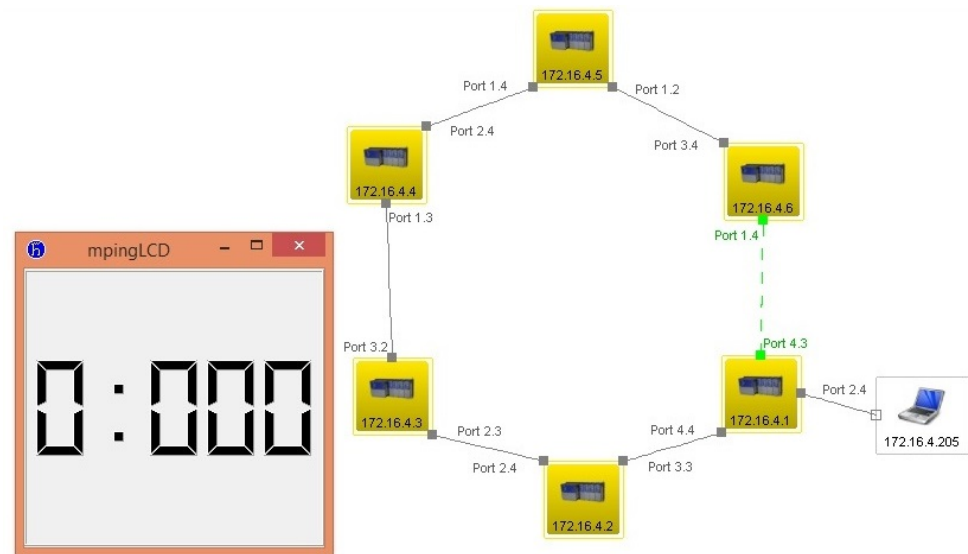 172.16.4.5
Port 1.4
Port 1.2
Port 2.4
Port 3.4
172.16.4.4
172.16.4.6
Port 1.3
Port 1.4
mpingLCD
0:000
Port 3.2
Port 4.3
172.16.4.3
172.16.4.1
Port 2.4
172.16.4.205
Port 2.3
Port 4.4
Port 2.4
Port 3.3
172.16.4.2